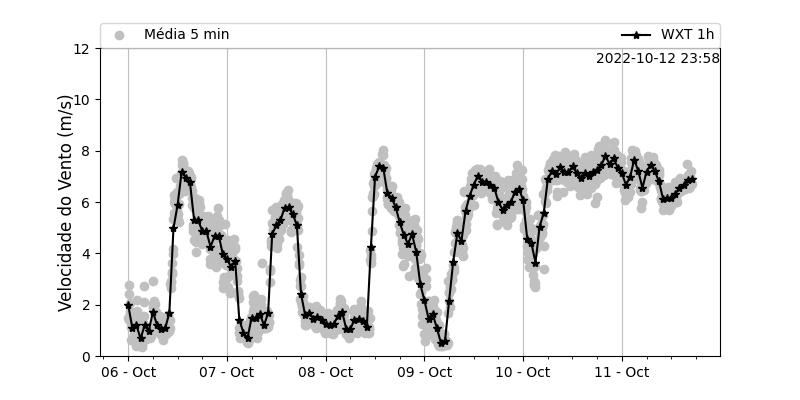 Média 5 min
WXT 1h
2022-10-12 23:58
Velocidade do Vento (m/s)
12
10
8
6
4
2
0
06 - Oct 07 - Oct 08 - Oct 09 - Oct 10 - Oct 11 - Oct